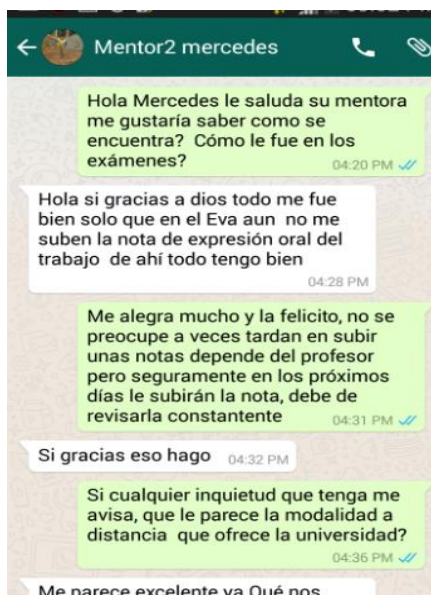 Mentor2 mercedes
Hola Mercedes le saluda su mentora
me gustaría saber como se
encuentra? Cómo le fue en los
exámenes?
04:20 PM
Hola si gracias a dios todo me fue
bien solo que en el Eva aun no me
suben la nota de expresión oral del
trabajo de ahí todo tengo bien
04:28 PM
Me alegra mucho y la felicito, no se
preocupe a veces tardan en subir
unas notas depende del profesor
pero seguramente en los próximos
días le subirán la nota, debe de
revisarla constantente
04:31 PM
Si gracias eso hago 04:32 PM
Si cualquier inquietud que tenga me
avisa, que le parece la modalidad a
distancia que ofrece la universidad?
04:36 PM
Me parece excelente ya Qué nos